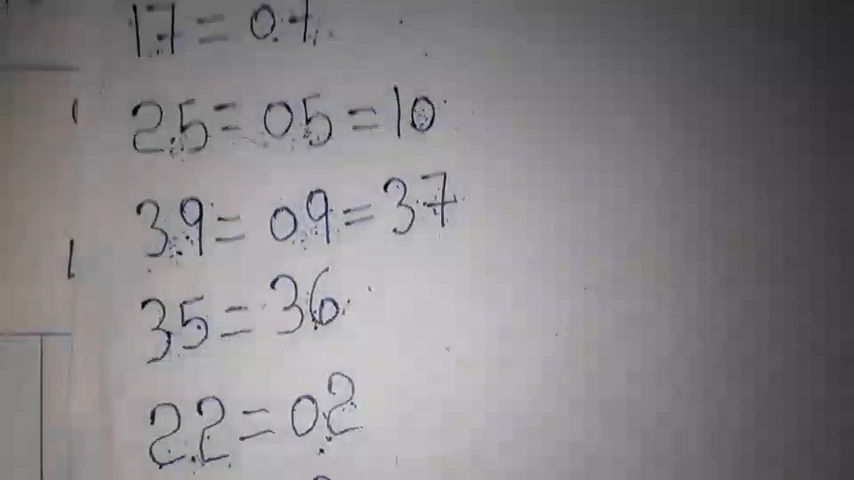 17 = 07
25 = 05 = 10
39 = 09 = 37
35 = 36
22 = 02